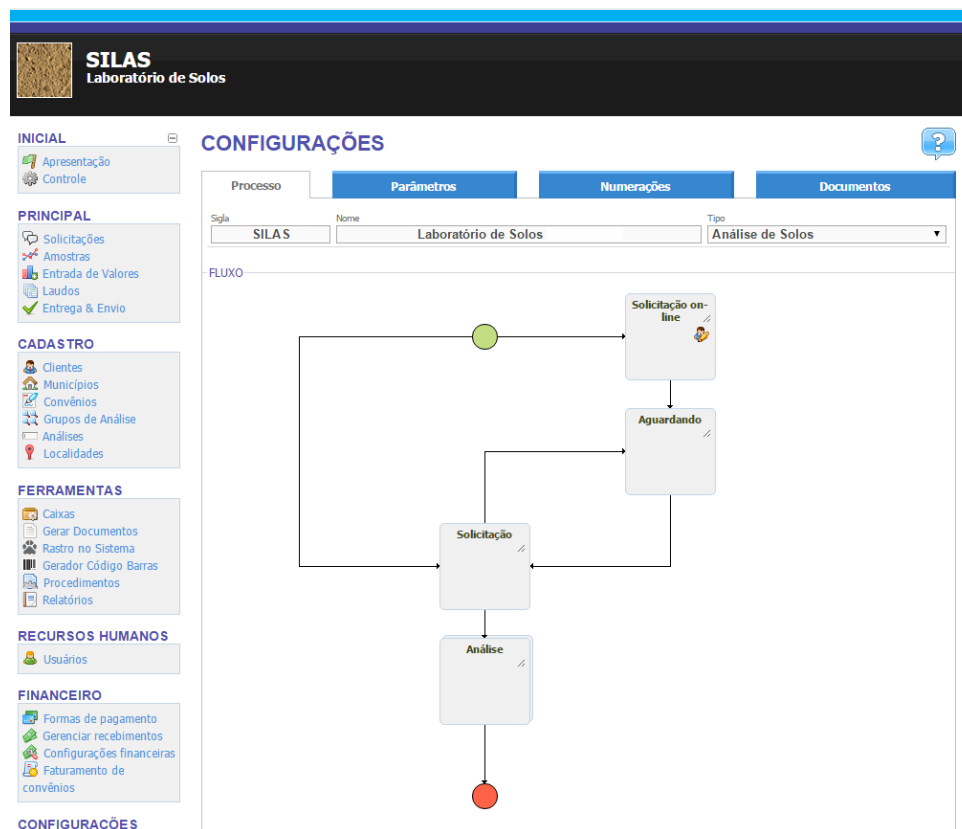 SILAS
Laboratório de Solos
INICIAL
Apresentação
Controle
PRINCIPAL
Solicitações
Amostras
Entrada de Valores
Laudos
Entrega & Envio
CADASTRO
Clientes
Municípios
Convênios
Grupos de Análise
Análises
Localidades
FERRAMENTAS
Caixas
Gerar Documentos
Rastro no Sistema
Gerador Código Barras
Procedimentos
Relatórios
RECURSOS HUMANOS
Usuários
FINANCEIRO
Formas de pagamento
Gerenciar recebimentos
Configurações financeiras
Faturamento de
convênios
CONFIGURAÇÕES
CONFIGURAÇÕES
?
Processo
Parâmetros
Numerações
Documentos
Sigla
Nome
Tipo
SILAS
Laboratório de Solos
Análise de Solos
FLUXO
Solicitação on-
line
Aguardando
Solicitação
Análise